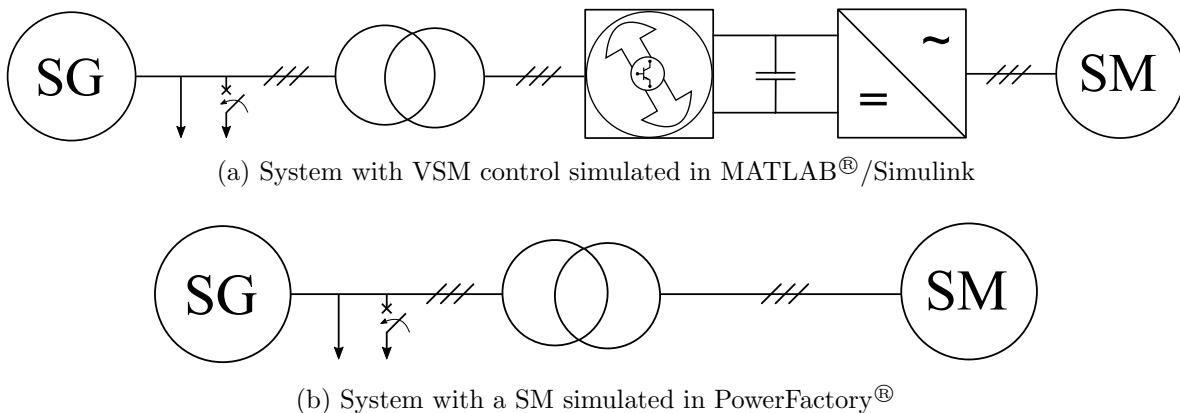 SG
~
=
SM
(a) System with VSM control simulated in MATLAB®/Simulink
SG
SM
(b) System with a SM simulated in PowerFactory®